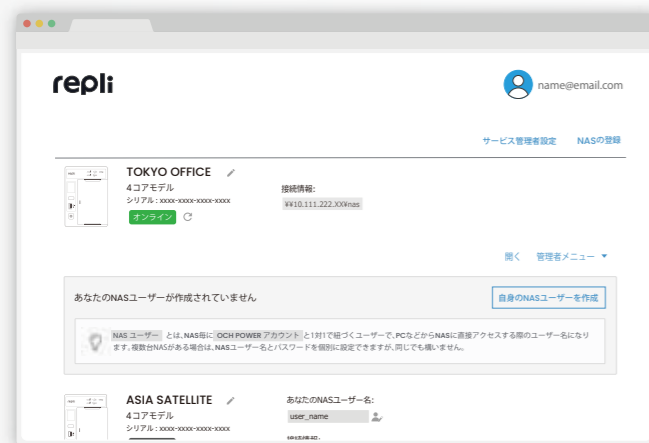 repli
name@email.com
サービス管理者設定 NASの登録
TOKYO OFFICE
4コアモデル
シリアル : xxxx-xxxx-xxxx-xxxx
オンライン
接続情報:
¥¥10.111.222.XX¥nas
開く 管理者メニュー
あなたのNASユーザーが作成されていません
自身のNASユーザーを作成
NAS ユーザー とは、NAS毎に OCH POWER アカウント と1対1で紐づくユーザーで、PCなどからNASに直接アクセスする際のユーザー名になり
ます。複数台NASがある場合は、NASユーザー名とパスワードを個別に設定できますが、同じでも構いません。
ASIA SATELLITE
4コアモデル
シリアル : xxxx-xxxx-xxxx-xxxx
あなたのNASユーザー名:
user_name
接続情報: